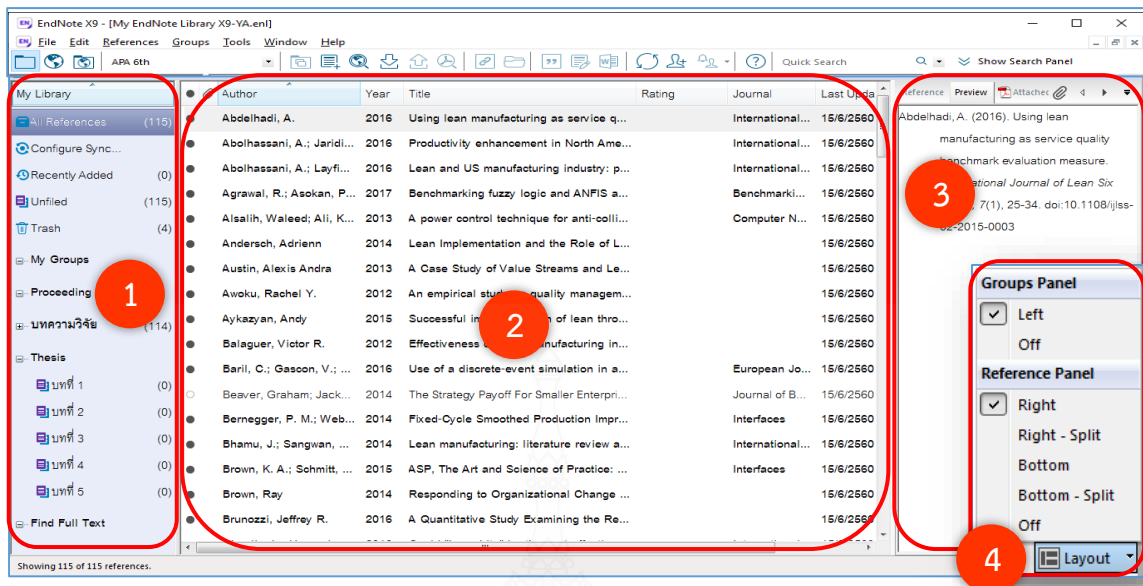 EndNote X9 - [My EndNote Library X9-YA.enl]
File Edit References Groups Tools Window Help
APA 6th Quick Search Show Search Panel
My Library
All References (115)
Configure Sync...
Recently Added (0)
Unfiled (115)
Trash (4)
My Groups
Proceeding
บทความวิจัย (114)
Thesis
บทที่ 1 (0)
บทที่ 2 (0)
บทที่ 3 (0)
บทที่ 4 (0)
บทที่ 5 (0)
Find Full Text
1
Author Year Title Rating Journal Last Upda
Abdelhadi, A. 2016 Using lean manufacturing as service q... International... 15/6/2560
Abolhassani, A.; Jaridi... 2016 Productivity enhancement in North Ame... International... 15/6/2560
Abolhassani, A.; Layfi... 2016 Lean and US manufacturing industry: p... International... 15/6/2560
Agrawal, R.; Asokan, P... 2017 Benchmarking fuzzy logic and ANFIS a... Benchmarki... 15/6/2560
Alsalih, Waleed; Ali, K... 2013 A power control technique for anti-colli... Computer N... 15/6/2560
Andersch, Adrienn 2014 Lean Implementation and the Role of L... 15/6/2560
Austin, Alexis Andra 2013 A Case Study of Value Streams and Le... 15/6/2560
Awoku, Rachel Y. 2012 An empirical quality managem... 15/6/2560
Aykazyan, Andy 2015 Successful of lean thro... 15/6/2560
Balaguer, Victor R. 2012 Effectiveness in... 15/6/2560
Baril, C.; Gascon, V.; ... 2016 Use of a discrete-event simulation in a... European Jo... 15/6/2560
Beaver, Graham; Jack... 2014 The Strategy Payoff For Smaller Enterpri... Journal of B... 15/6/2560
Bernegger, P. M.; Web... 2014 Fixed-Cycle Smoothed Production Impr... Interfaces 15/6/2560
Bhamu, J.; Sangwan, ... 2014 Lean manufacturing: literature review a... International... 15/6/2560
Brown, K. A.; Schmitt, ... 2015 ASP, The Art and Science of Practice: ... Interfaces 15/6/2560
Brown, Ray 2014 Responding to Organizational Change ... 15/6/2560
Brunozzi, Jeffrey R. 2016 A Quantitative Study Examining the Re... 15/6/2560
2
Reference Preview Attached
Abdelhadi, A. (2016). Using lean
manufacturing as service quality
benchmark evaluation measure.
Journal of Lean Six
7(1), 25-34. doi:10.1108/ijlss-
02-2015-0003
3
Groups Panel
Left
Off
Reference Panel
Right
Right - Split
Bottom
Bottom - Split
Off
4
Layout
Showing 115 of 115 references.